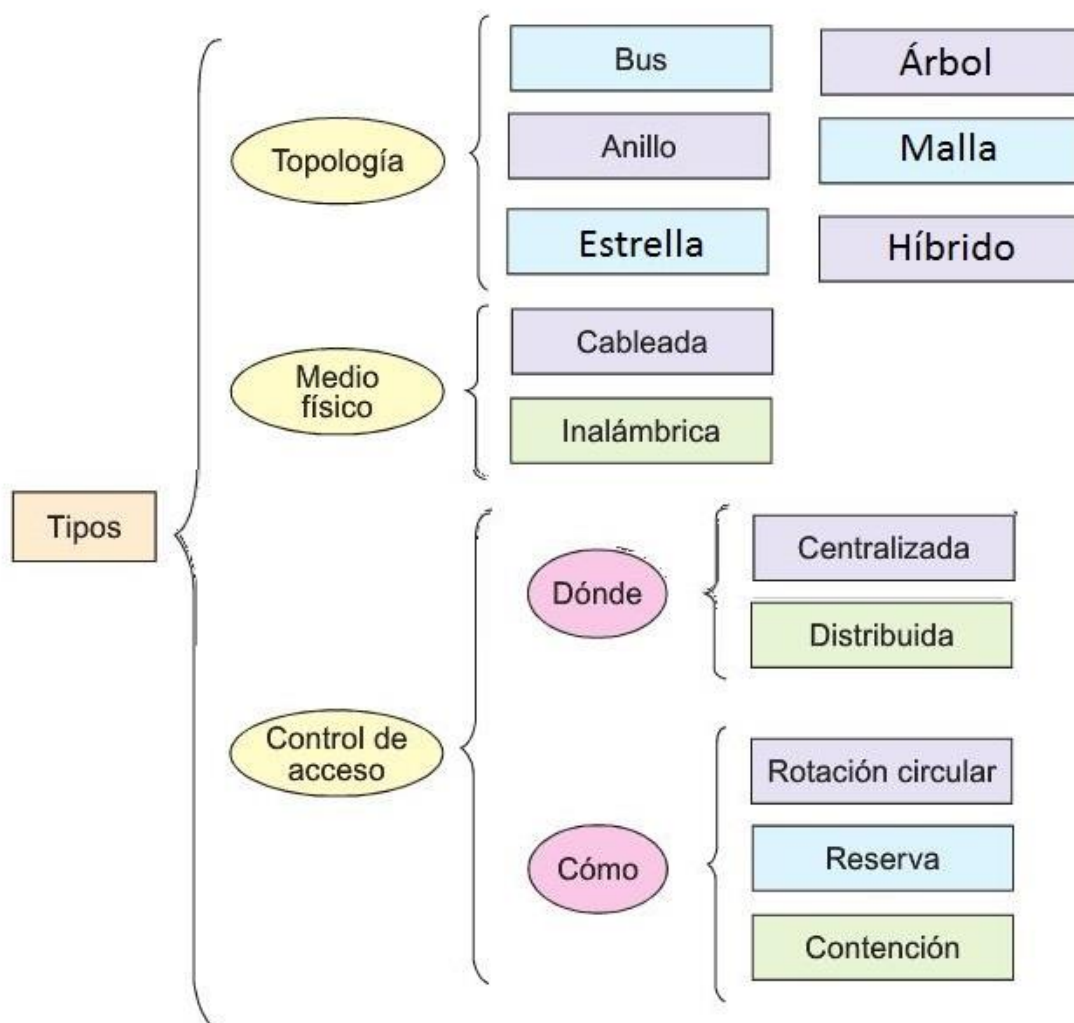 Tipos
Topología
Bus
Árbol
Anillo
Malla
Estrella
Híbrido
Medio
físico
Cableada
Inalámbrica
Control de
acceso
Dónde
Centralizada
Distribuida
Cómo
Rotación circular
Reserva
Contención